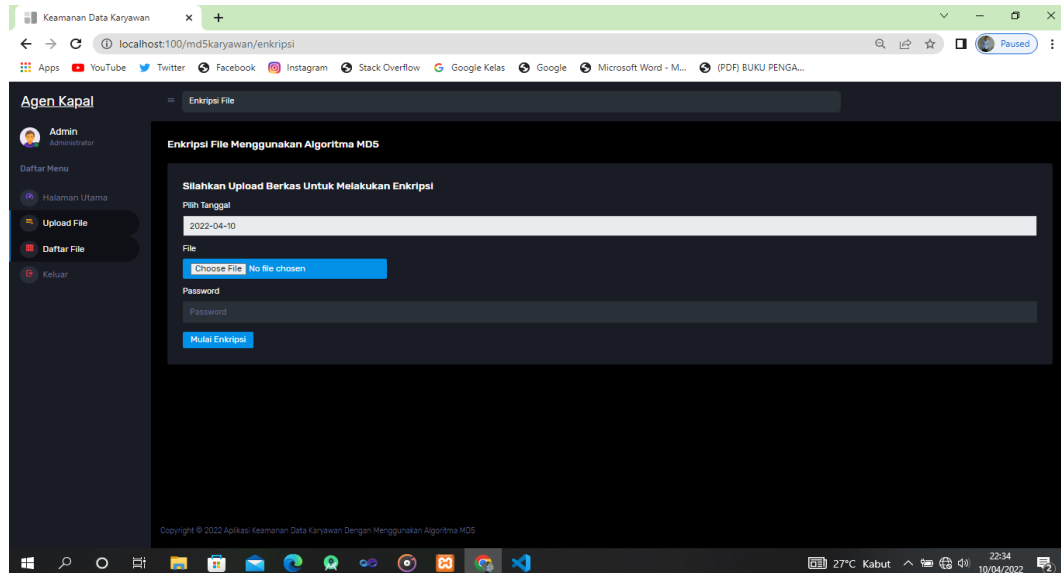 Keamanan Data Karyawan
localhost:100/md5karyawan/enkripsi
Paused
Apps YouTube Twitter Facebook Instagram Stack Overflow Google Kelas Google Microsoft Word - M... (PDF) BUKU PENGA...
Agen Kapal
Enkripsi File
Admin
Administrator
Enkripsi File Menggunakan Algoritma MD5
Daftar Menu
Halaman Utama
Upload File
Daftar File
Keluar
Silahkan Upload Berkas Untuk Melakukan Enkripsi
Pilih Tanggal
2022-04-10
File
Choose File No file chosen
Password
Password
Mulai Enkripsi
Copyright © 2022 Aplikasi Keamanan Data Karyawan Dengan Menggunakan Algoritma MD5
27°C Kabut
22:34
10/04/2022
2